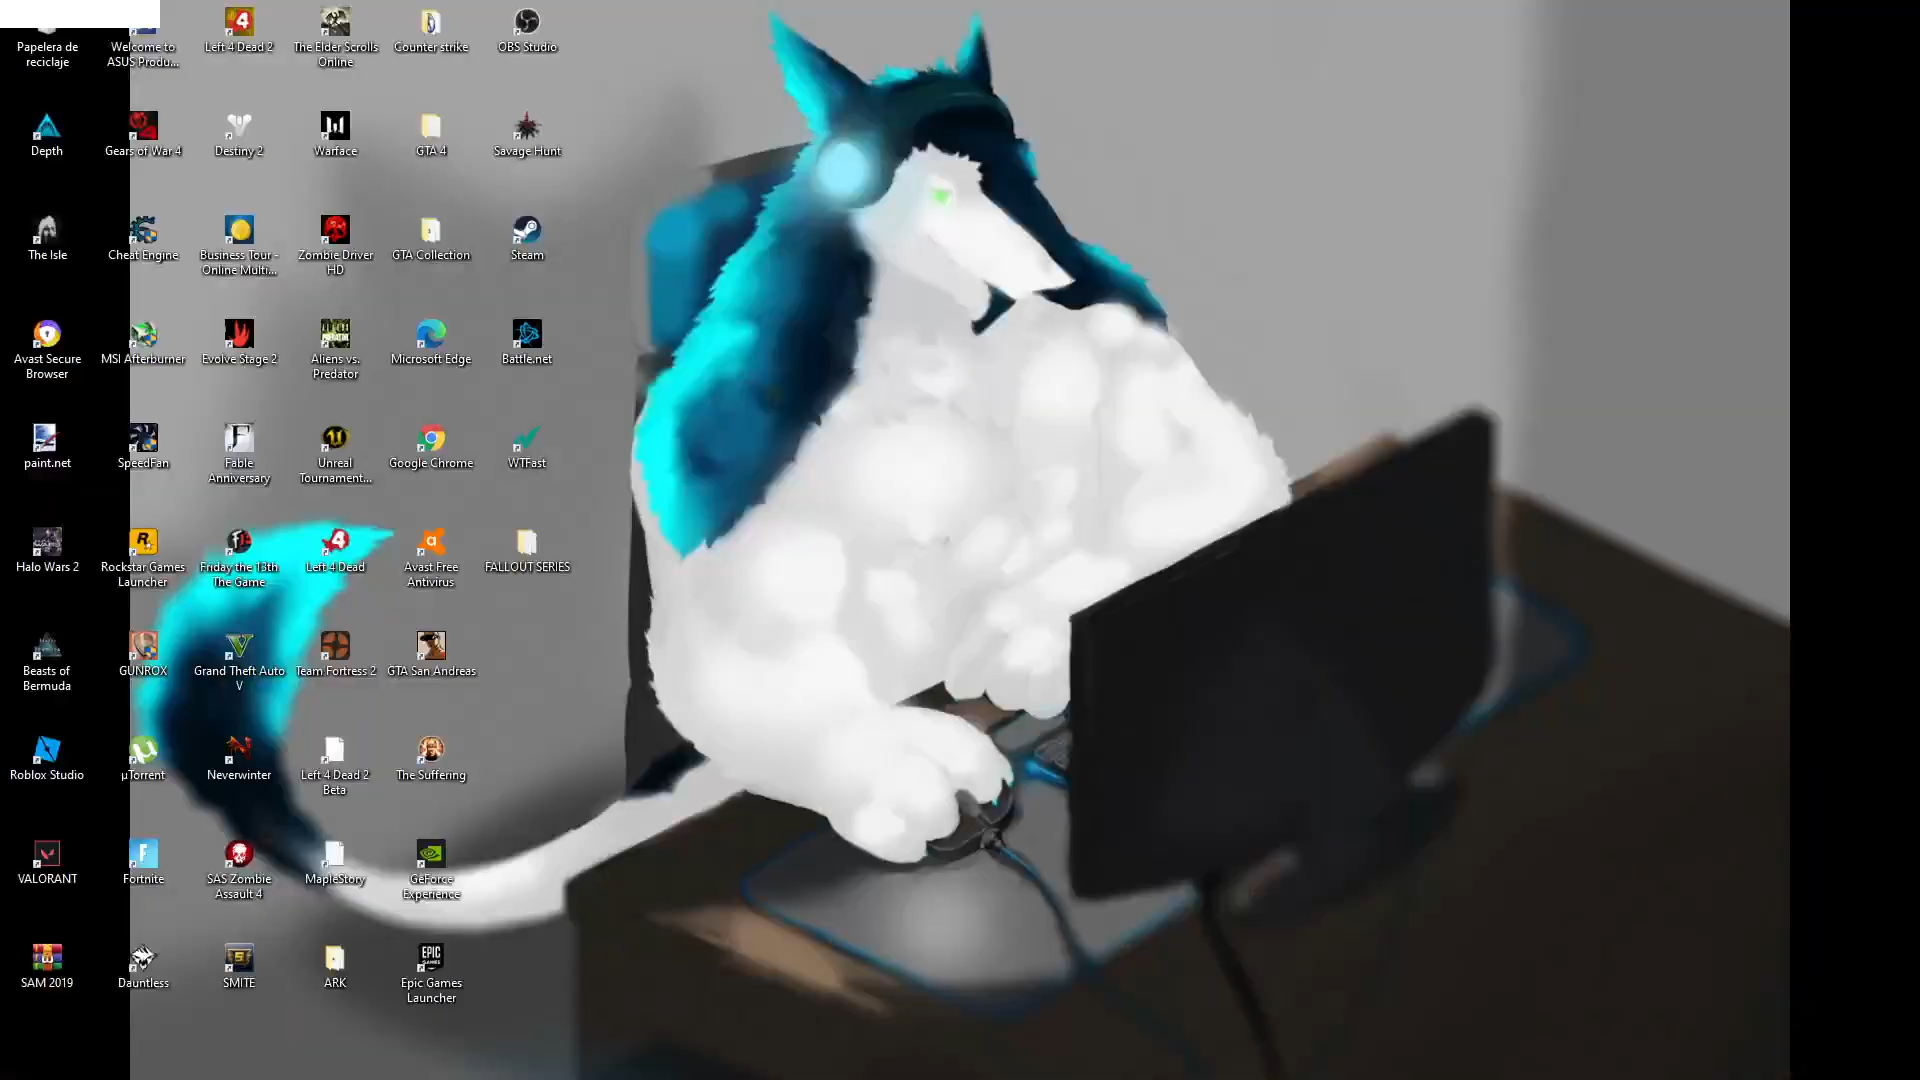 Papelera de
reciclaje
Welcome to
ASUS Produ...
Left 4 Dead 2
The Elder Scrolls
Online
Counter strike
OBS Studio
Depth
Gears of War 4
Destiny 2
Warface
GTA 4
Savage Hunt
The Isle
Cheat Engine
Business Tour -
Online Multi...
Zombie Driver
HD
GTA Collection
Steam
Avast Secure
Browser
MSI Afterburner
Evolve Stage 2
Aliens vs.
Predator
Microsoft Edge
Battle.net
paint.net
SpeedFan
Fable
Anniversary
Unreal
Tournament...
Google Chrome
WTFast
Halo Wars 2
Rockstar Games
Launcher
Friday the 13th
The Game
Left 4 Dead
Avast Free
Antivirus
FALLOUT SERIES
Beasts of
Bermuda
GUNROX
Grand Theft Auto
V
Team Fortress 2
GTA San Andreas
Roblox Studio
µTorrent
Neverwinter
Left 4 Dead 2
Beta
The Suffering
VALORANT
Fortnite
SAS Zombie
Assault 4
MapleStory
GeForce
Experience
SAM 2019
Dauntless
SMITE
ARK
Epic Games
Launcher